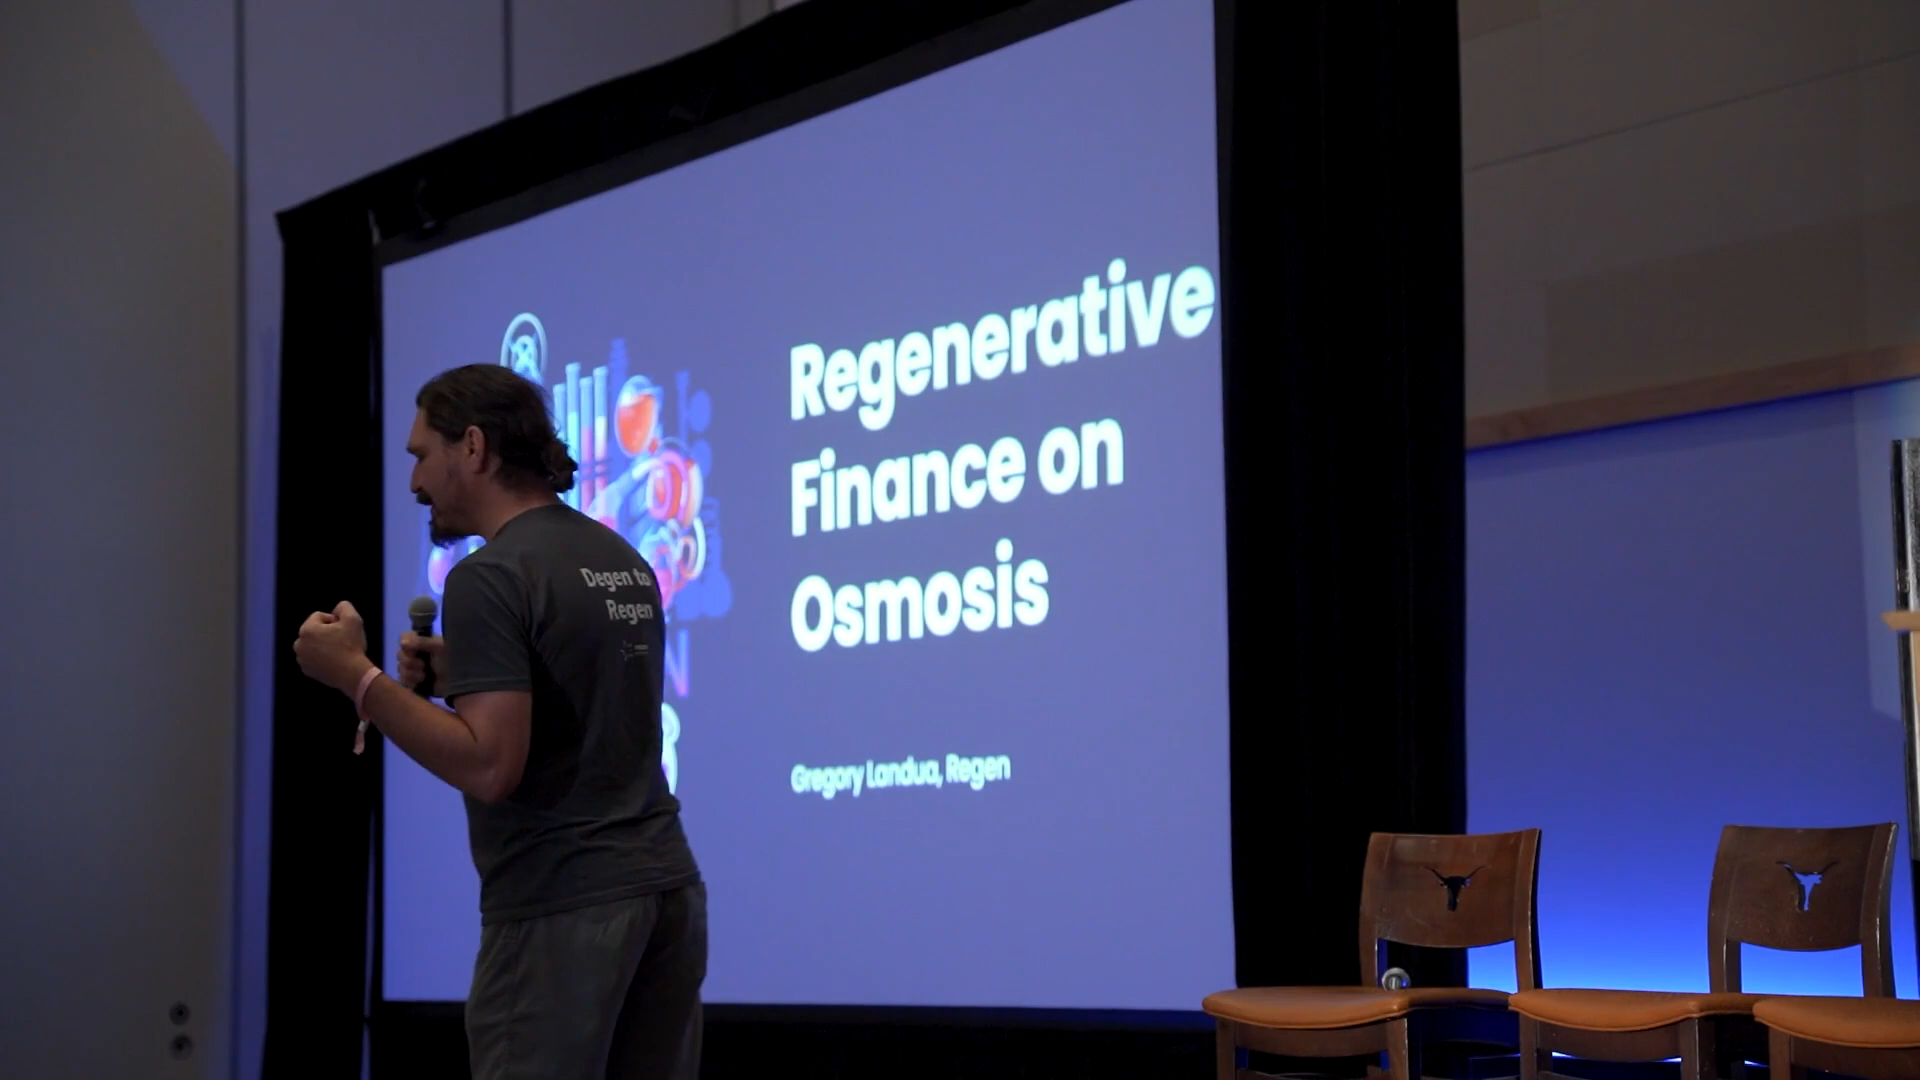 Regenerative
Finance on
Osmosis
Gregory Landua, Regen
Degen to
Regen